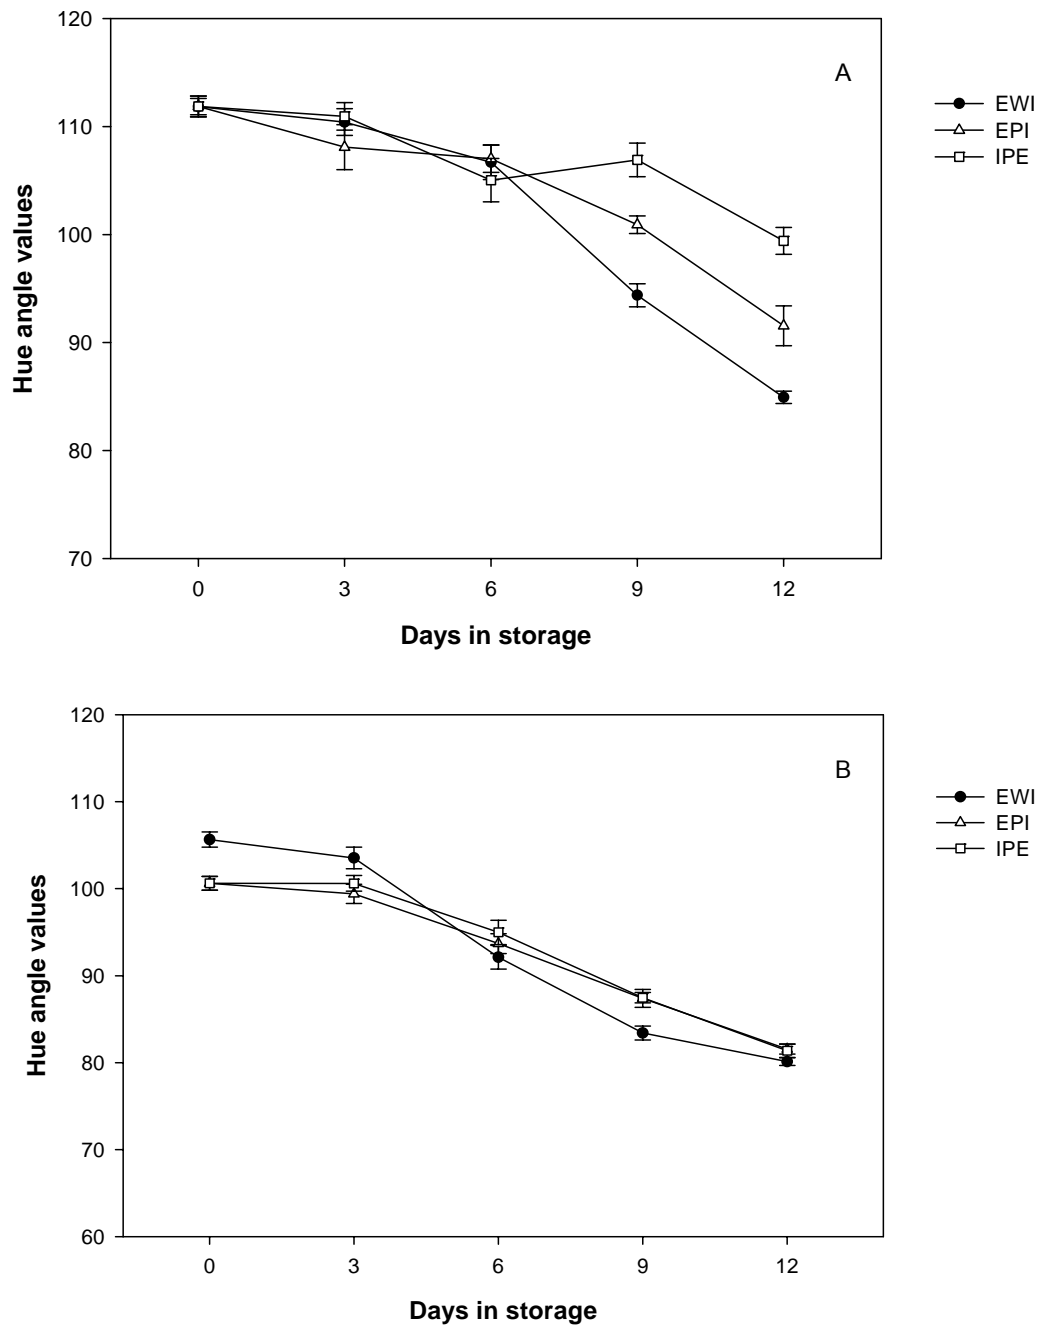 120
A
EWI
EPI
IPE
110
100
90
80
70
Hue angle values
0 3 6 9 12
Days in storage
120
B
EWI
EPI
IPE
110
100
90
80
70
60
Hue angle values
0 3 6 9 12
Days in storage